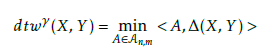 dtw^γ(X, Y) = min_{A∈𝒜_{n,m}} < A, Δ(X, Y) >